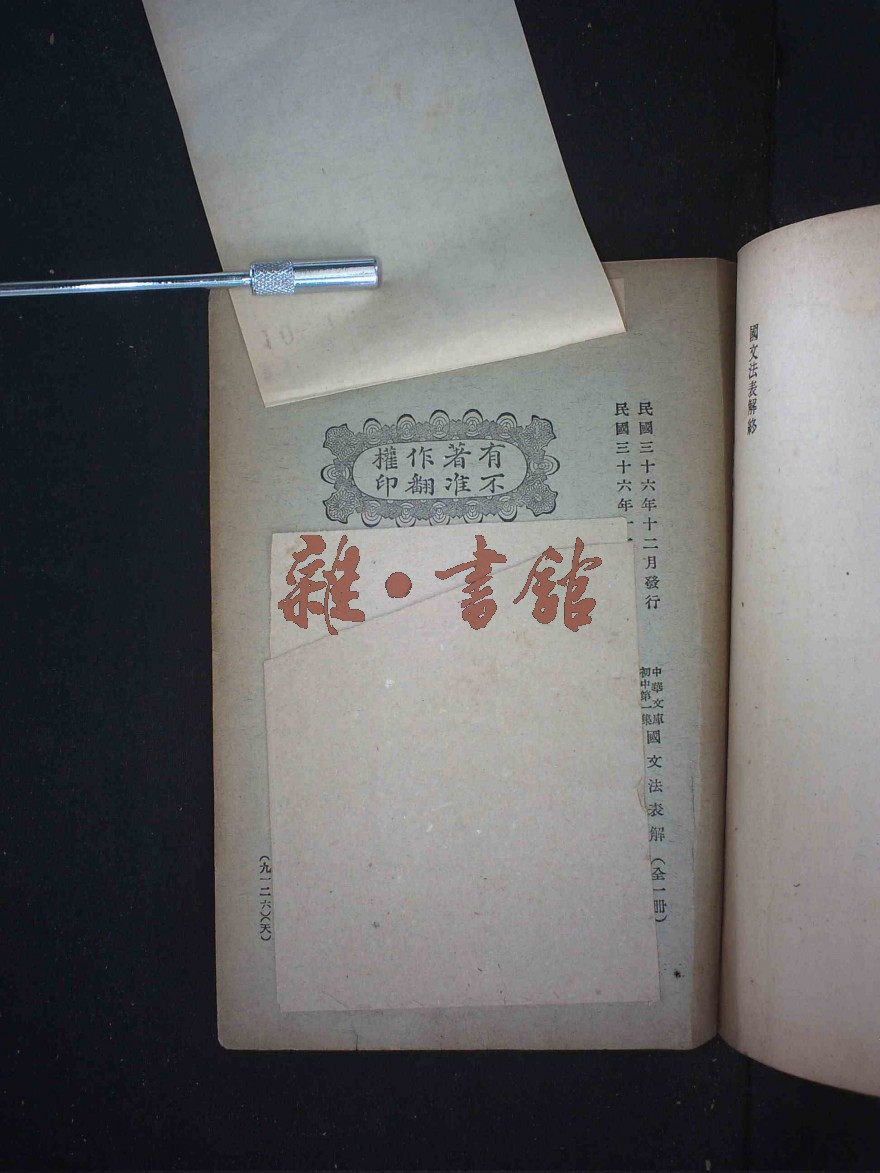 國文法表解終
民國三十六年十二月發行
民國三十六年十
中華文庫
初中第一集
國文法表解（全一冊）
有著作權
不准翻印
雜·書館
（九一二六）（天）